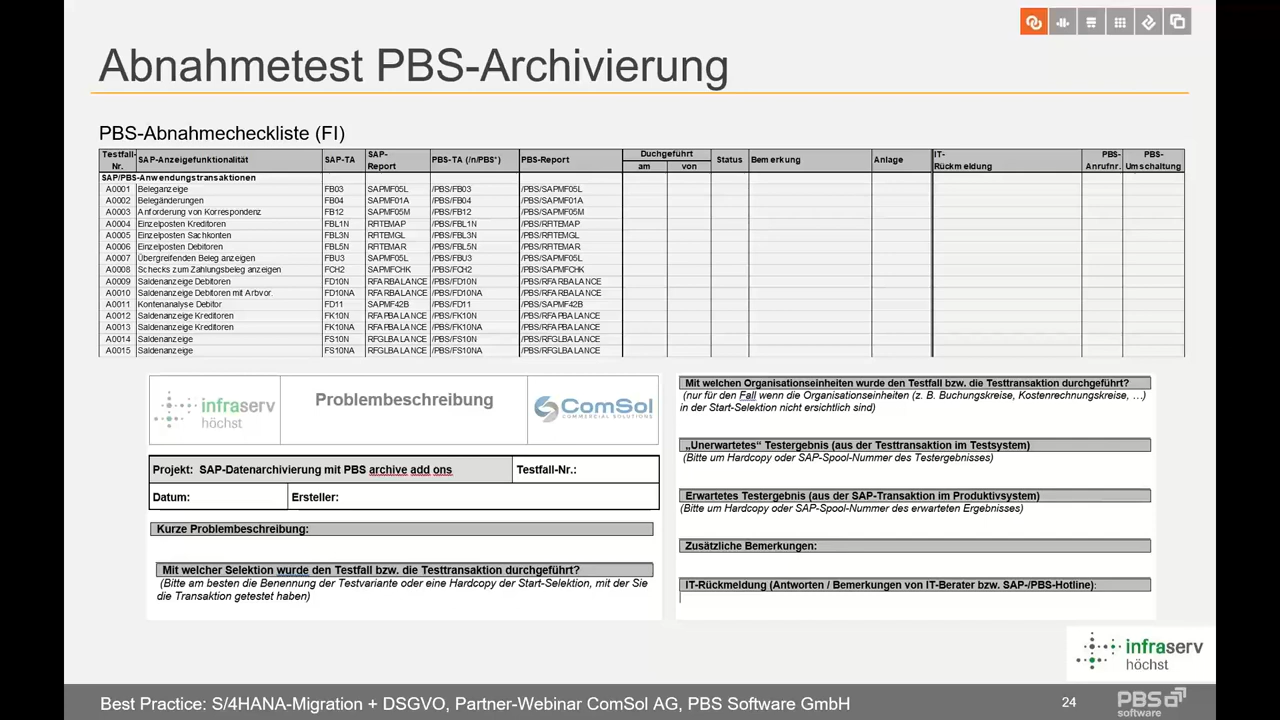 Abnahmetest PBS-Archivierung
PBS-Abnahmecheckliste (FI)
Testfall-Nr. SAP-Anzeigefunktionalität SAP-TA SAP-Report PBS-TA (/n/PBS*) PBS-Report Duchgeführt am von Status Bemerkung Anlage IT-Rückmeldung PBS-Anrufnr. PBS-Umschaltung
SAP/PBS-Anwendungstransaktionen
A0001 Beleganzeige FB03 SAPMF05L /PBS/FB03 /PBS/SAPMF05L
A0002 Belegänderungen FB04 SAPMF01A /PBS/FB04 /PBS/SAPMF01A
A0003 Anforderung von Korrespondenz FB12 SAPMF05M /PBS/FB12 /PBS/SAPMF05M
A0004 Einzelposten Kreditoren FBL1N RFITEMAP /PBS/FBL1N /PBS/RFITEMAP
A0005 Einzelposten Sachkonten FBL3N RFITEMGL /PBS/FBL3N /PBS/RFITEMGL
A0006 Einzelposten Debitoren FBL5N RFITEMAR /PBS/FBL5N /PBS/RFITEMAR
A0007 Übergreifenden Beleg anzeigen FBU3 SAPMF05L /PBS/FBU3 /PBS/SAPMF05L
A0008 Schecks zum Zahlungsbeleg anzeigen FCH2 SAPMFCHK /PBS/FCH2 /PBS/SAPMFCHK
A0009 Saldenanzeige Debitoren FD10N RFARBALANCE /PBS/FD10N /PBS/RFARBALANCE
A0010 Saldenanzeige Debitoren mit Arbvor. FD10NA RFARBALANCE /PBS/FD10NA /PBS/RFARBALANCE
A0011 Kontenanalyse Debitor FD11 SAPMF42B /PBS/FD11 /PBS/SAPMF42B
A0012 Saldenanzeige Kreditoren FK10N RFAPBALANCE /PBS/FK10N /PBS/RFAPBALANCE
A0013 Saldenanzeige Kreditoren FK10NA RFAPBALANCE /PBS/FK10NA /PBS/RFAPBALANCE
A0014 Saldenanzeige FS10N RFGLBALANCE /PBS/FS10N /PBS/RFGLBALANCE
A0015 Saldenanzeige FS10NA RFGLBALANCE /PBS/FS10NA /PBS/RFGLBALANCE
infraserv
höchst
Problembeschreibung
ComSol
COMMERCIAL SOLUTIONS
Projekt: SAP-Datenarchivierung mit PBS archive add ons Testfall-Nr.:
Datum: Ersteller:
Kurze Problembeschreibung:
Mit welcher Selektion wurde den Testfall bzw. die Testtransaktion durchgeführt?
(Bitte am besten die Benennung der Testvariante oder eine Hardcopy der Start-Selektion, mit der Sie
die Transaktion getestet haben)
Mit welchen Organisationseinheiten wurde den Testfall bzw. die Testtransaktion durchgeführt?
(nur für den Fall wenn die Organisationseinheiten (z. B. Buchungskreise, Kostenrechnungskreise, …)
in der Start-Selektion nicht ersichtlich sind)
„Unerwartetes“ Testergebnis (aus der Testtransaktion im Testsystem)
(Bitte um Hardcopy oder SAP-Spool-Nummer des Testergebnisses)
Erwartetes Testergebnis (aus der SAP-Transaktion im Produktivsystem)
(Bitte um Hardcopy oder SAP-Spool-Nummer des erwarteten Ergebnisses)
Zusätzliche Bemerkungen:
IT-Rückmeldung (Antworten / Bemerkungen von IT-Berater bzw. SAP-/PBS-Hotline):
infraserv
höchst
Best Practice: S/4HANA-Migration + DSGVO, Partner-Webinar ComSol AG, PBS Software GmbH
24
PBS
software